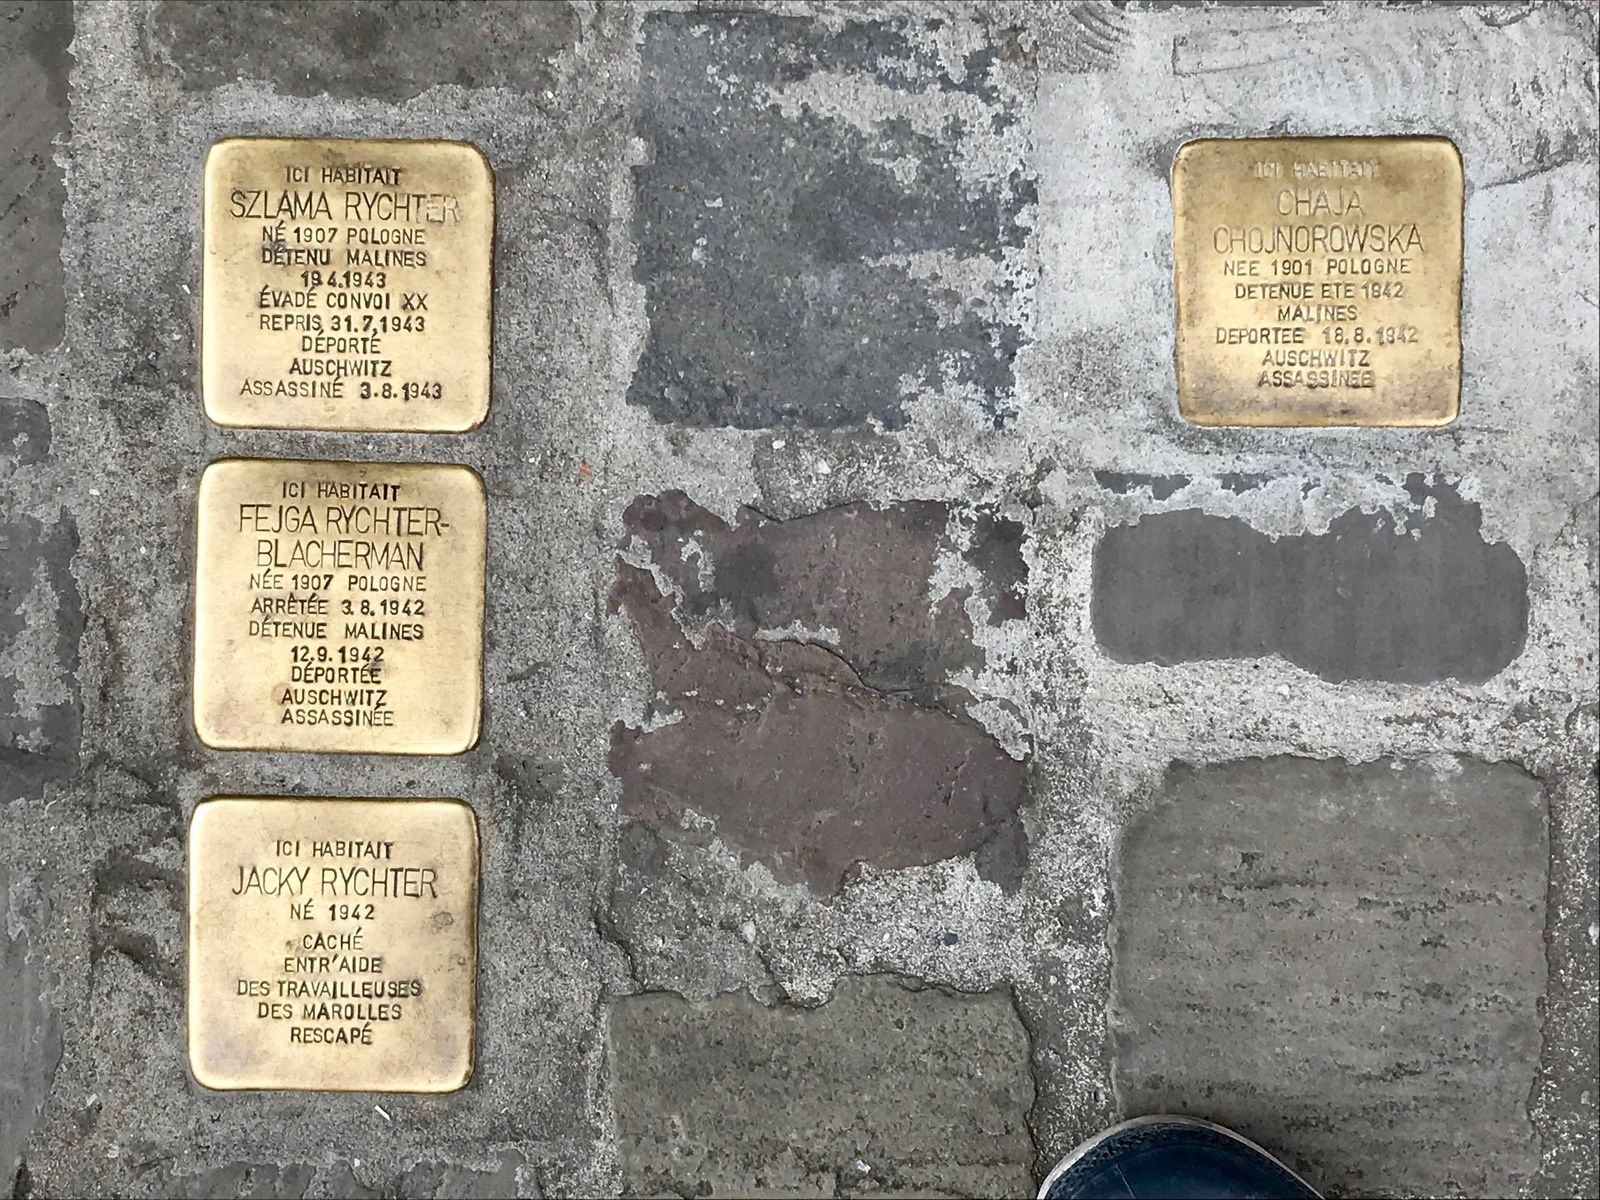 ICI HABITAIT
SZLAMA RYCHTER
NÉ 1907 POLOGNE
DÉTENU MALINES
19.4.1943
ÉVADÉ CONVOI XX
REPRIS 31.7.1943
DÉPORTÉ
AUSCHWITZ
ASSASSINÉ 3.8.1943
ICI HABITAIT
FEJGA RYCHTER-
BLACHERMAN
NÉE 1907 POLOGNE
ARRÊTÉE 3.8.1942
DÉTENUE MALINES
12.9.1942
DÉPORTÉE
AUSCHWITZ
ASSASSINÉE
ICI HABITAIT
JACKY RYCHTER
NÉ 1942
CACHÉ
ENTR'AIDE
DES TRAVAILLEUSES
DES MAROLLES
RESCAPÉ
ICI HABITAIT
CHAJA
CHOJNOROWSKA
NEE 1901 POLOGNE
DETENUE ETE 1942
MALINES
DEPORTEE 18.8.1942
AUSCHWITZ
ASSASSINEE